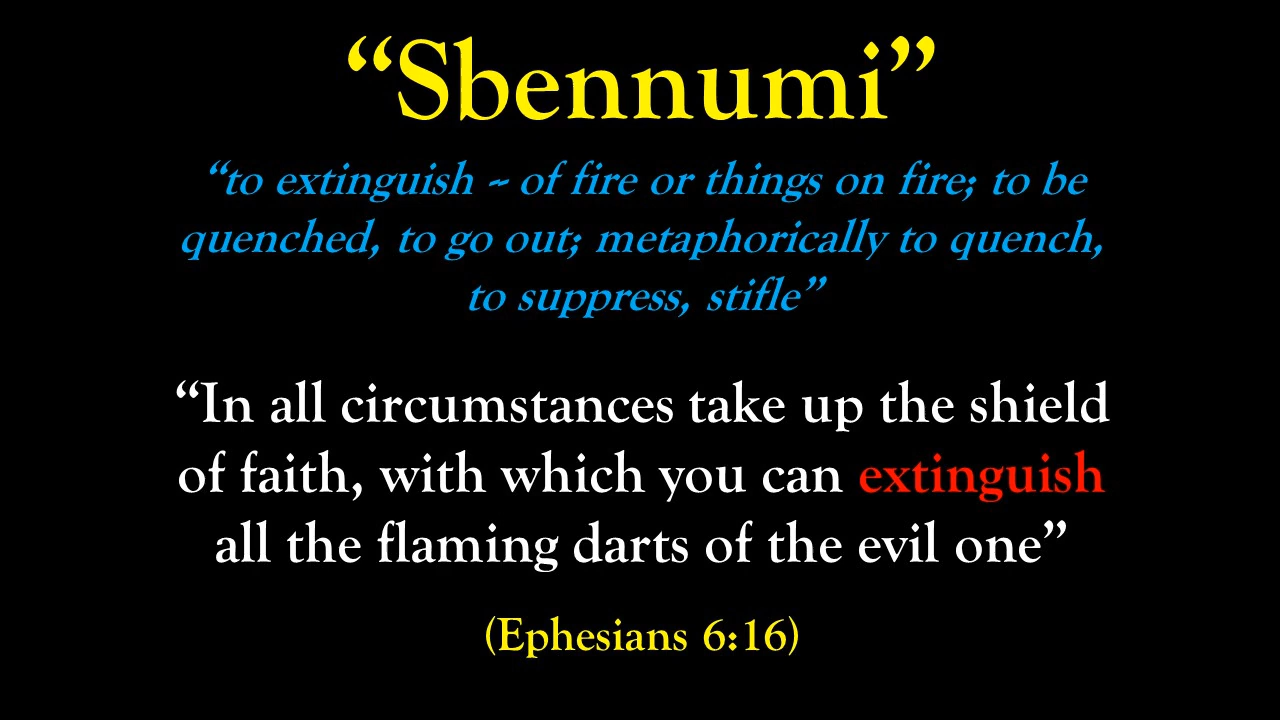 “Sbennumi”
“to extinguish -- of fire or things on fire; to be
quenched, to go out; metaphorically to quench,
to suppress, stifle”
“In all circumstances take up the shield
of faith, with which you can extinguish
all the flaming darts of the evil one”
(Ephesians 6:16)